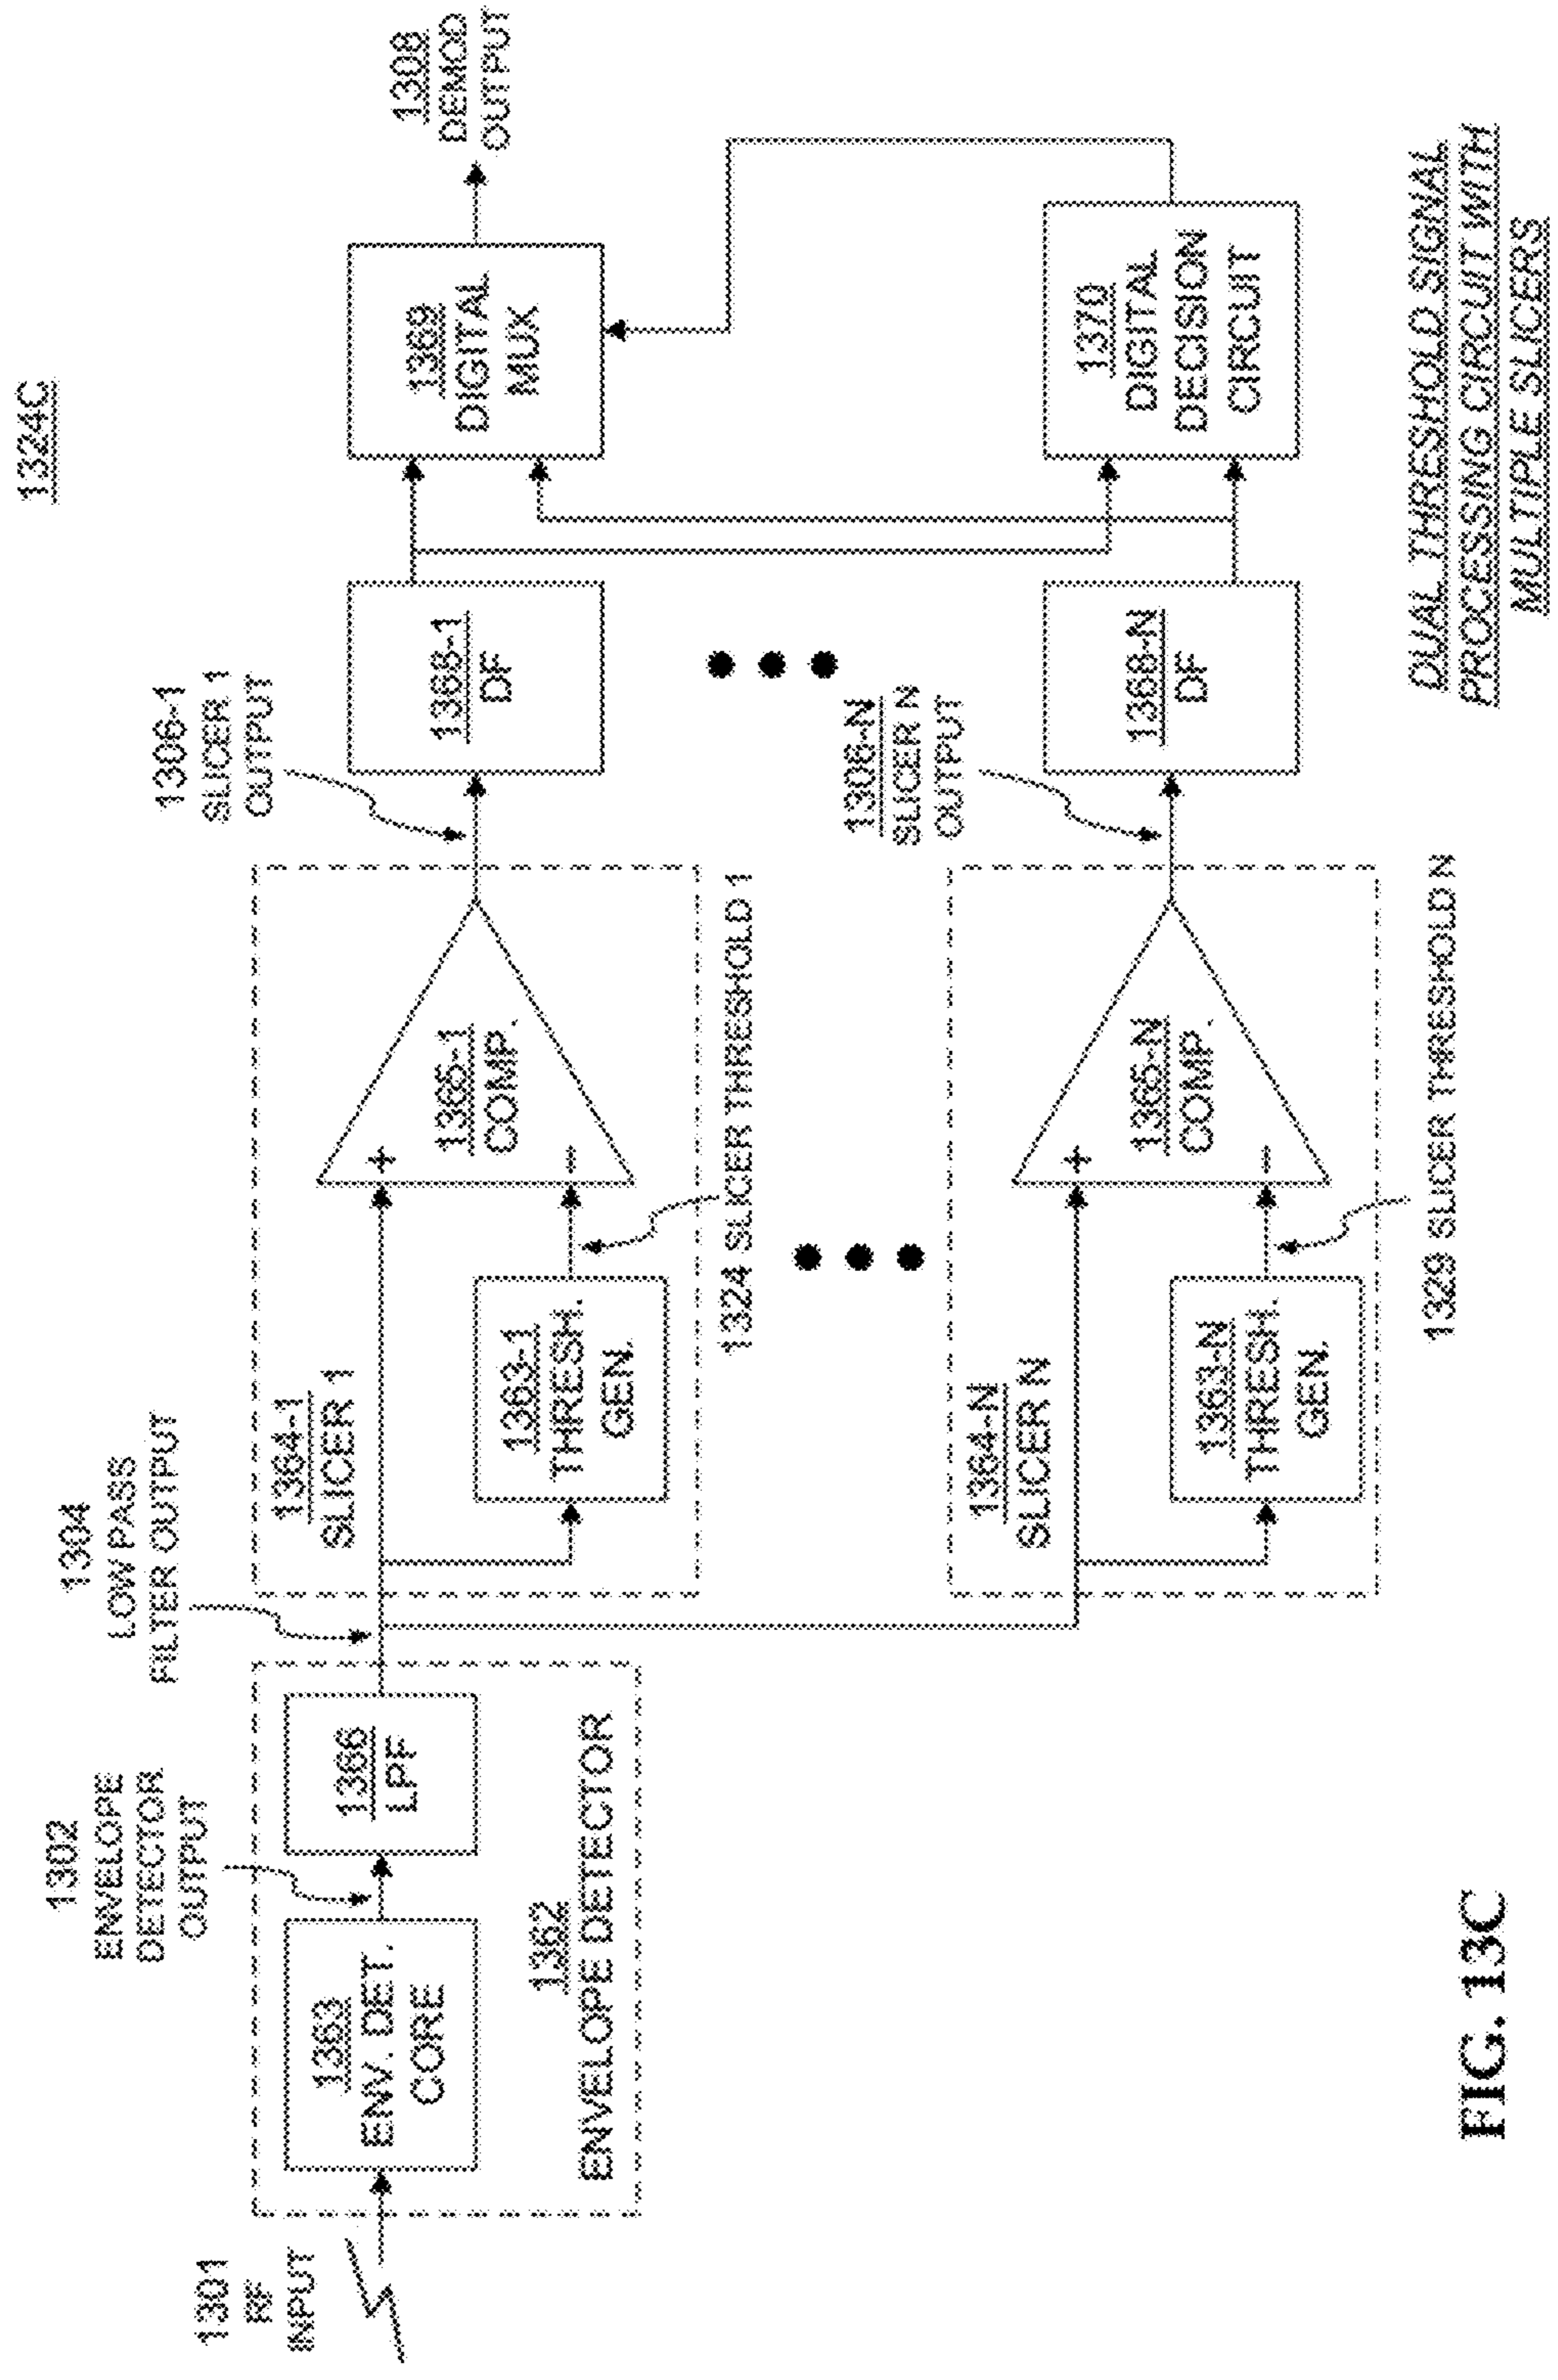 1324C
1301
RF
INPUT
1302
ENVELOPE
DETECTOR
OUTPUT
1363
ENV. DET.
CORE
1366
LPF
1362
ENVELOPE DETECTOR
1304
LOW PASS
FILTER OUTPUT
1364-1
SLICER 1
1363-1
THRESH.
GEN.
+
−
1365-1
COMP.
1324 SLICER THRESHOLD 1
1306-1
SLICER 1
OUTPUT
1368-1
DF
1369
DIGITAL
MUX
1308
DEMOD
OUTPUT
1364-N
SLICER N
1363-N
THRESH.
GEN.
+
−
1365-N
COMP.
1329 SLICER THRESHOLD N
1306-N
SLICER N
OUTPUT
1368-N
DF
1370
DIGITAL
DECISION
CIRCUIT
DUAL THRESHOLD SIGNAL
PROCESSING CIRCUIT WITH
MULTIPLE SLICERS
FIG. 13C